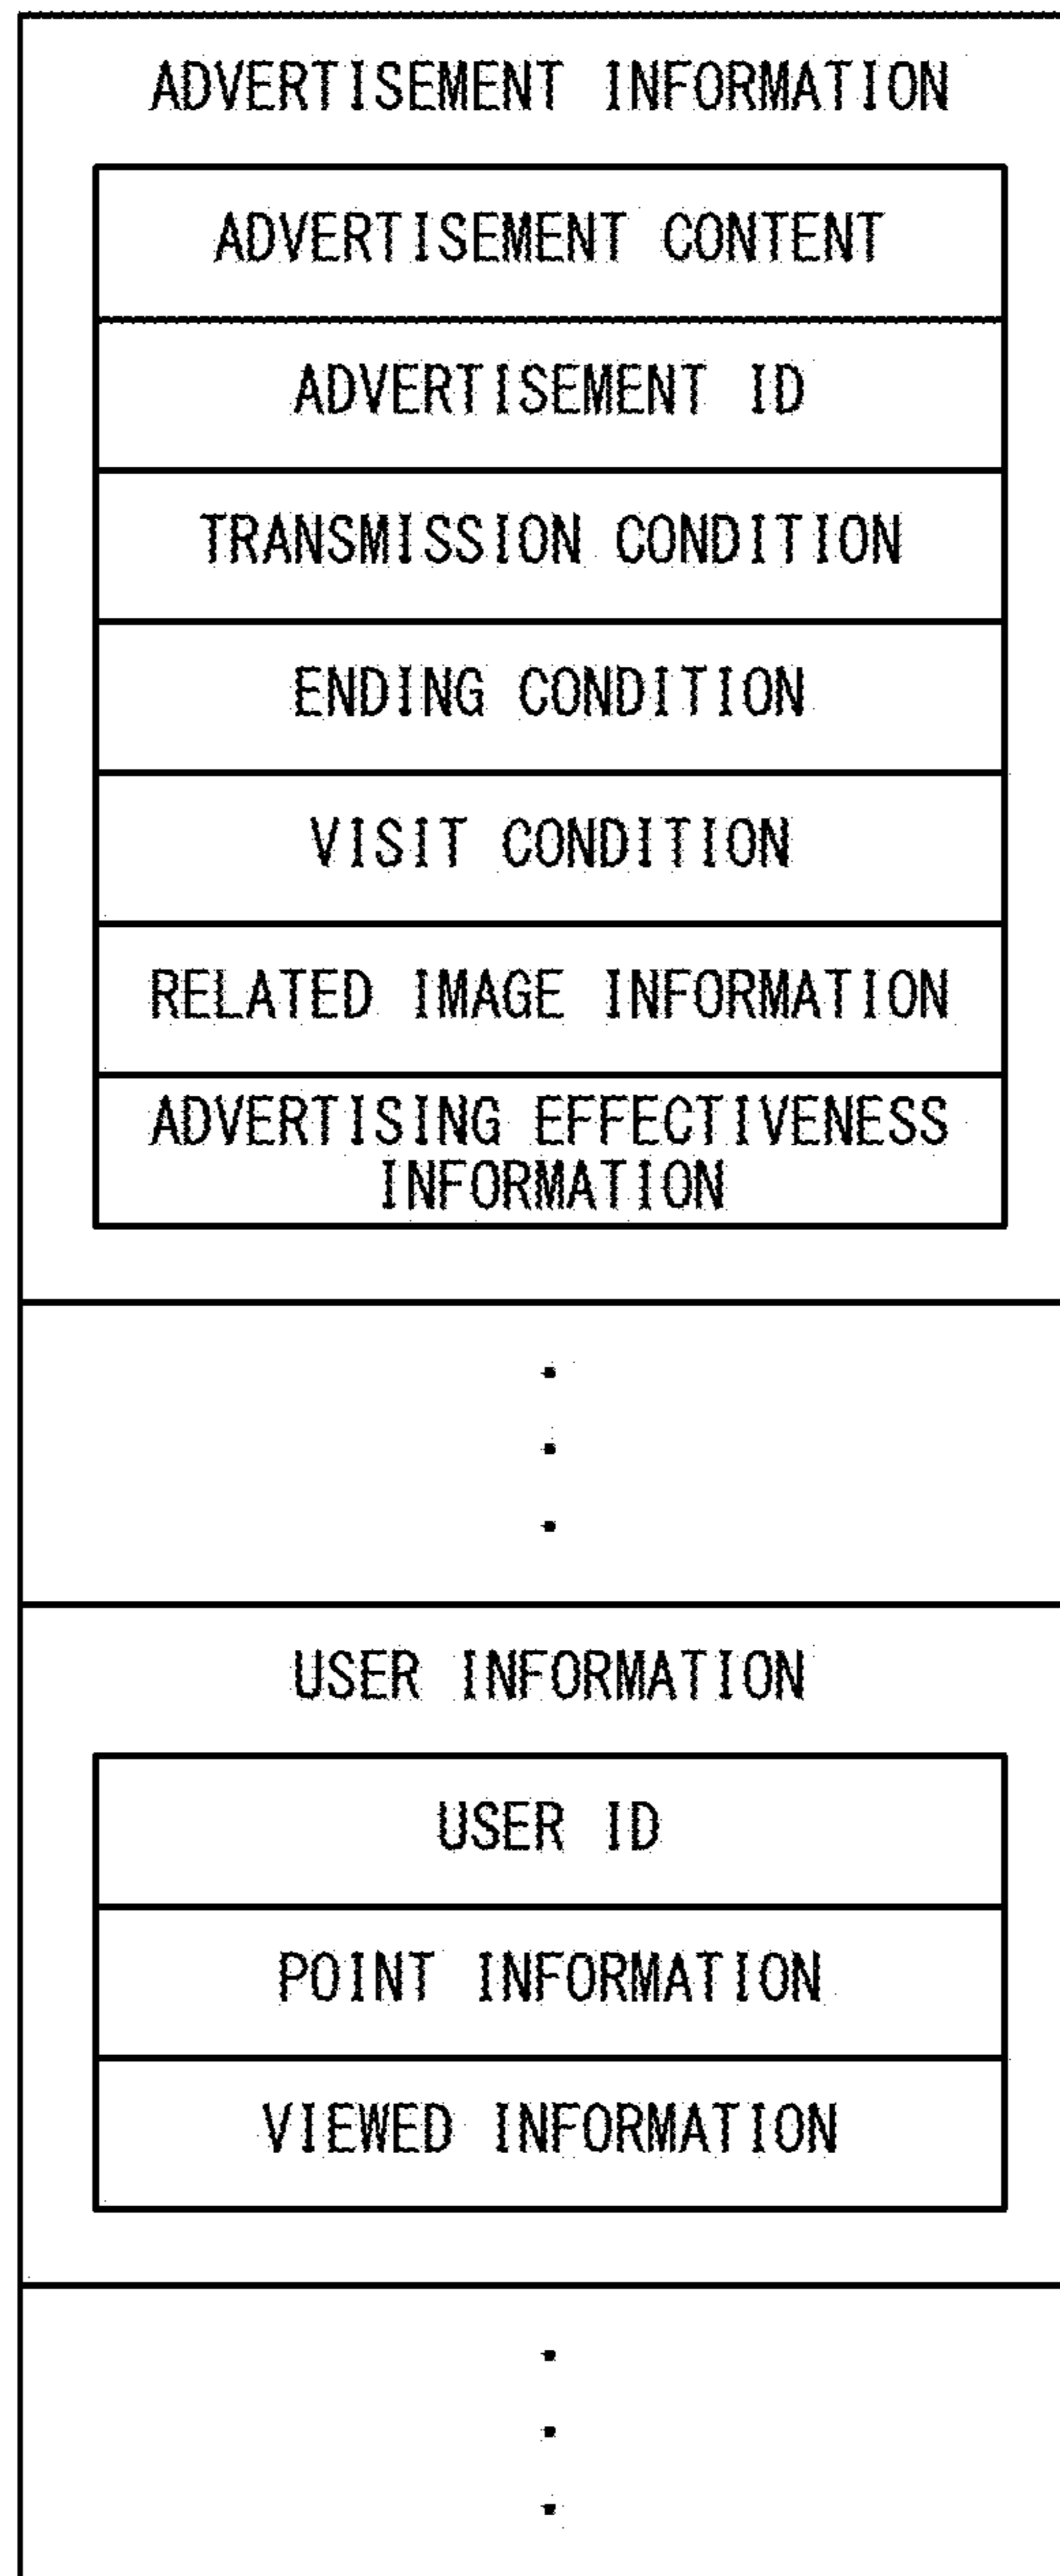 ADVERTISEMENT INFORMATION
ADVERTISEMENT CONTENT
ADVERTISEMENT ID
TRANSMISSION CONDITION
ENDING CONDITION
VISIT CONDITION
RELATED IMAGE INFORMATION
ADVERTISING EFFECTIVENESS
INFORMATION
USER INFORMATION
USER ID
POINT INFORMATION
VIEWED INFORMATION